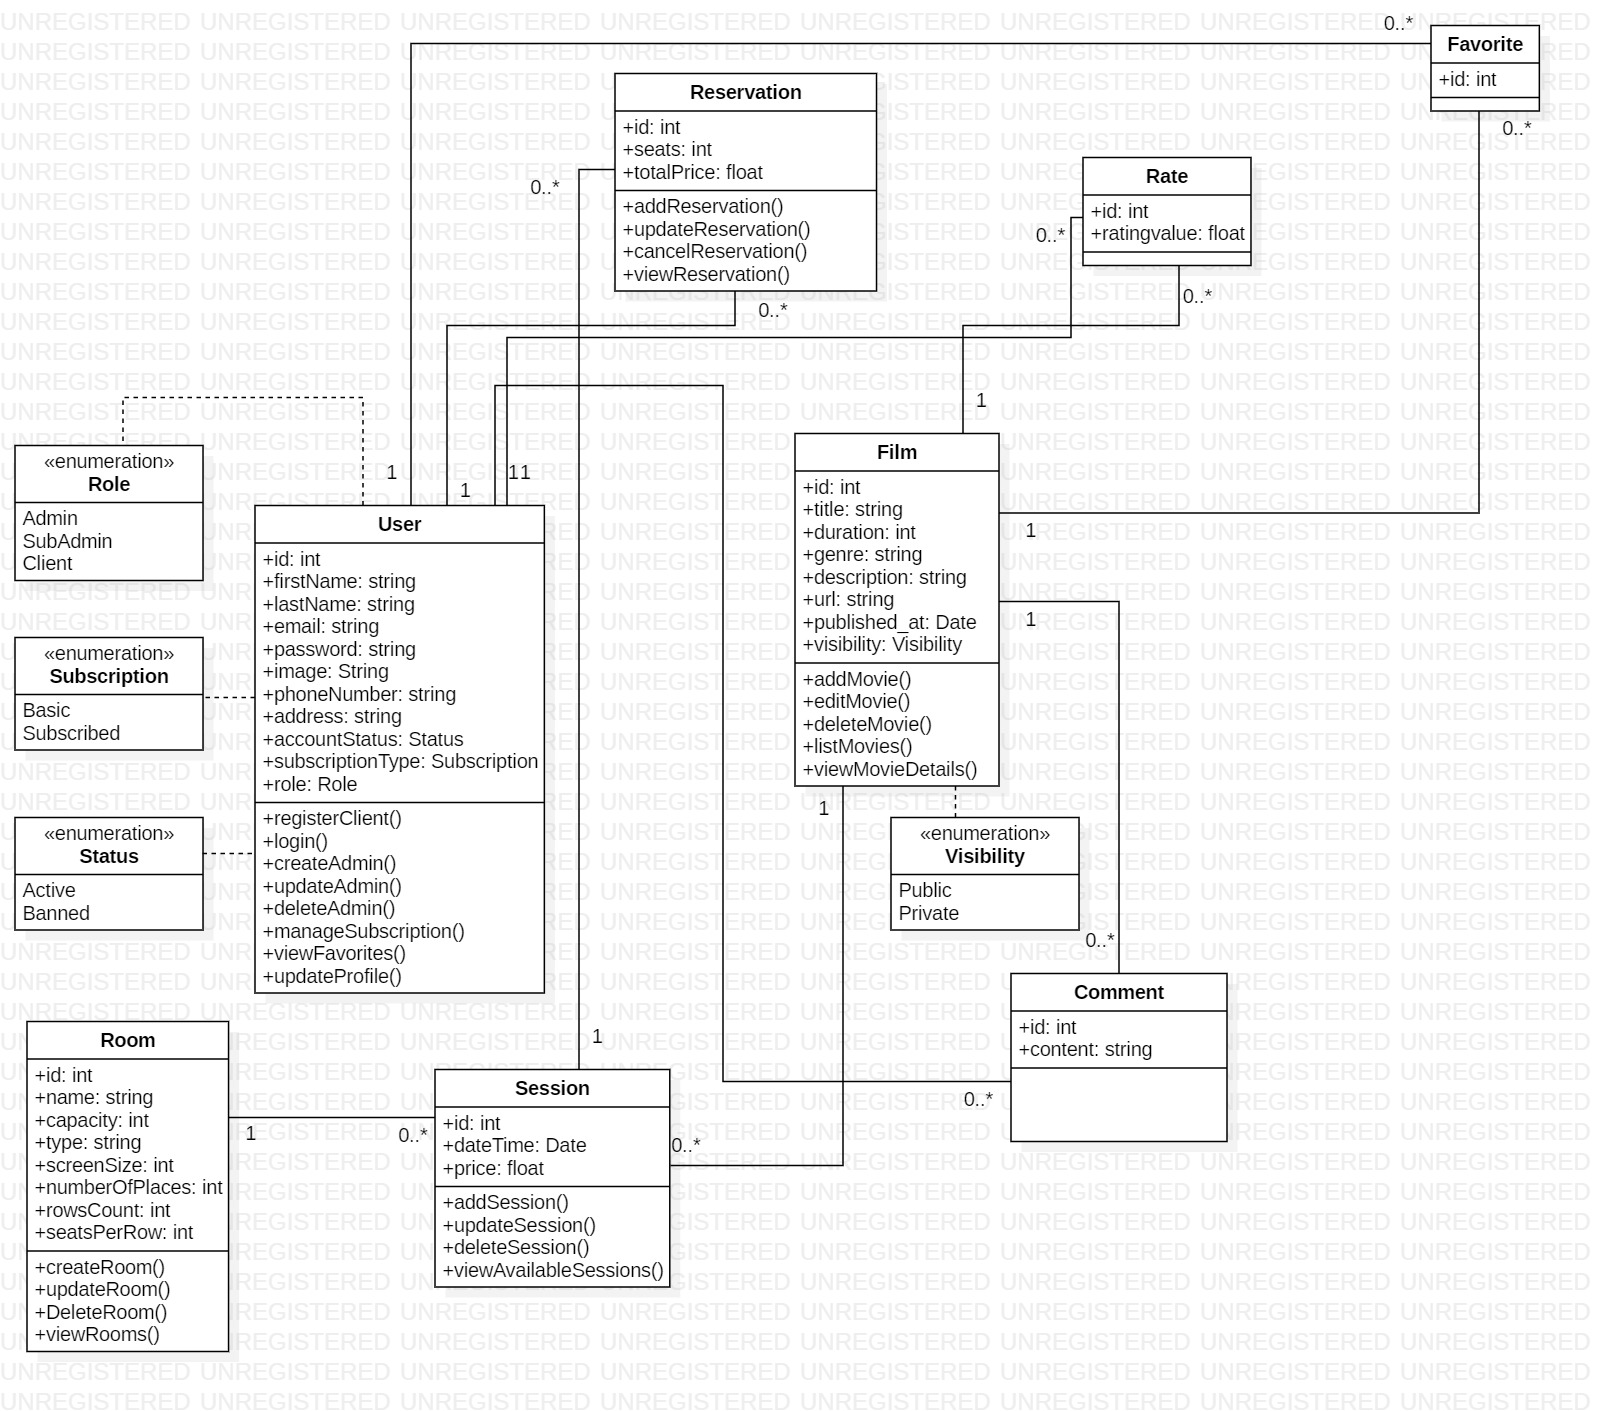 0..*
Favorite
+id: int
0..*
Reservation
+id: int
+seats: int
+totalPrice: float
+addReservation()
+updateReservation()
+cancelReservation()
+viewReservation()
0..*
0..*
Rate
+id: int
+ratingvalue: float
0..*
0..*
1
«enumeration»
Role
Admin
SubAdmin
Client
1
1
1 1
User
+id: int
+firstName: string
+lastName: string
+email: string
+password: string
+image: String
+phoneNumber: string
+address: string
+accountStatus: Status
+subscriptionType: Subscription
+role: Role
+registerClient()
+login()
+createAdmin()
+updateAdmin()
+deleteAdmin()
+manageSubscription()
+viewFavorites()
+updateProfile()
«enumeration»
Subscription
Basic
Subscribed
«enumeration»
Status
Active
Banned
Film
+id: int
+title: string
+duration: int
+genre: string
+description: string
+url: string
+published_at: Date
+visibility: Visibility
+addMovie()
+editMovie()
+deleteMovie()
+listMovies()
+viewMovieDetails()
1
1
1
«enumeration»
Visibility
Public
Private
0..*
Comment
+id: int
+content: string
0..*
Room
+id: int
+name: string
+capacity: int
+type: string
+screenSize: int
+numberOfPlaces: int
+rowsCount: int
+seatsPerRow: int
+createRoom()
+updateRoom()
+DeleteRoom()
+viewRooms()
1
0..*
1
Session
+id: int
+dateTime: Date
+price: float
+addSession()
+updateSession()
+deleteSession()
+viewAvailableSessions()
0..*
UNREGISTERED